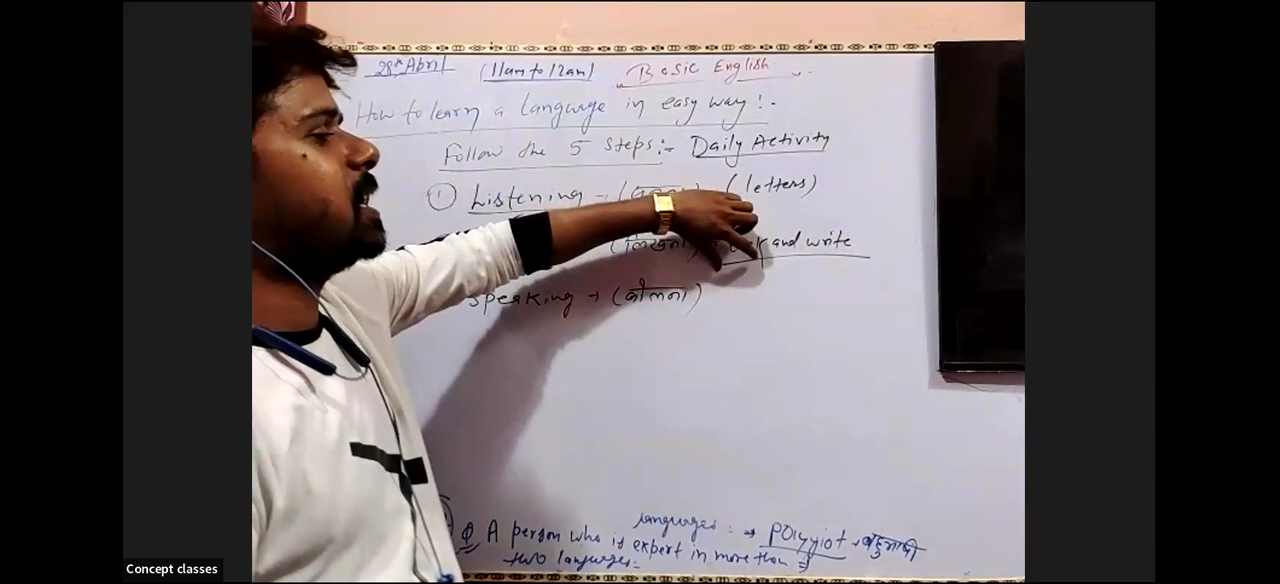 28th April (11am to 12am) Basic English
How to learn a language in easy way!
Follow the 5 steps:- Daily Activity
① Listening → (letters)
(लिखना) and write
Speaking → (बोलना)
languages: → Polyglot → बहुभाषी
Q A person who is expert in more than
two languages:
Concept classes